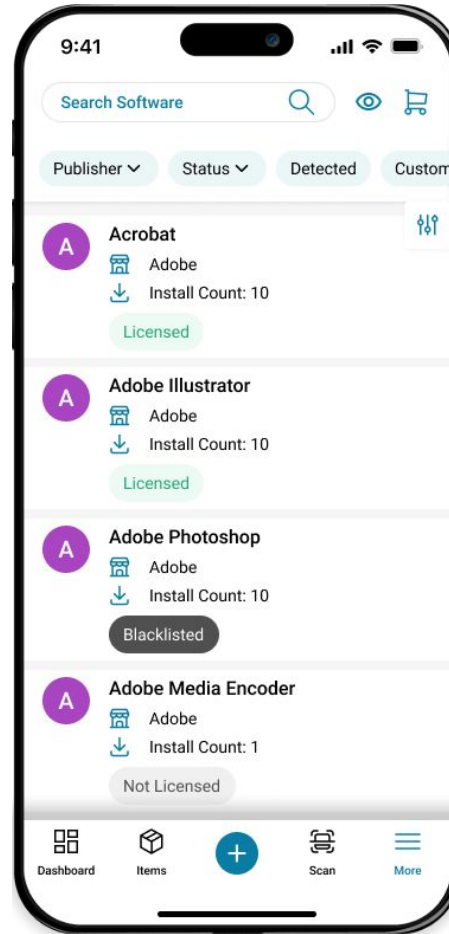 9:41
Search Software
Publisher Status Detected Custom
A Acrobat
Adobe
Install Count: 10
Licensed
A Adobe Illustrator
Adobe
Install Count: 10
Licensed
A Adobe Photoshop
Adobe
Install Count: 10
Blacklisted
A Adobe Media Encoder
Adobe
Install Count: 1
Not Licensed
Dashboard Items Scan More